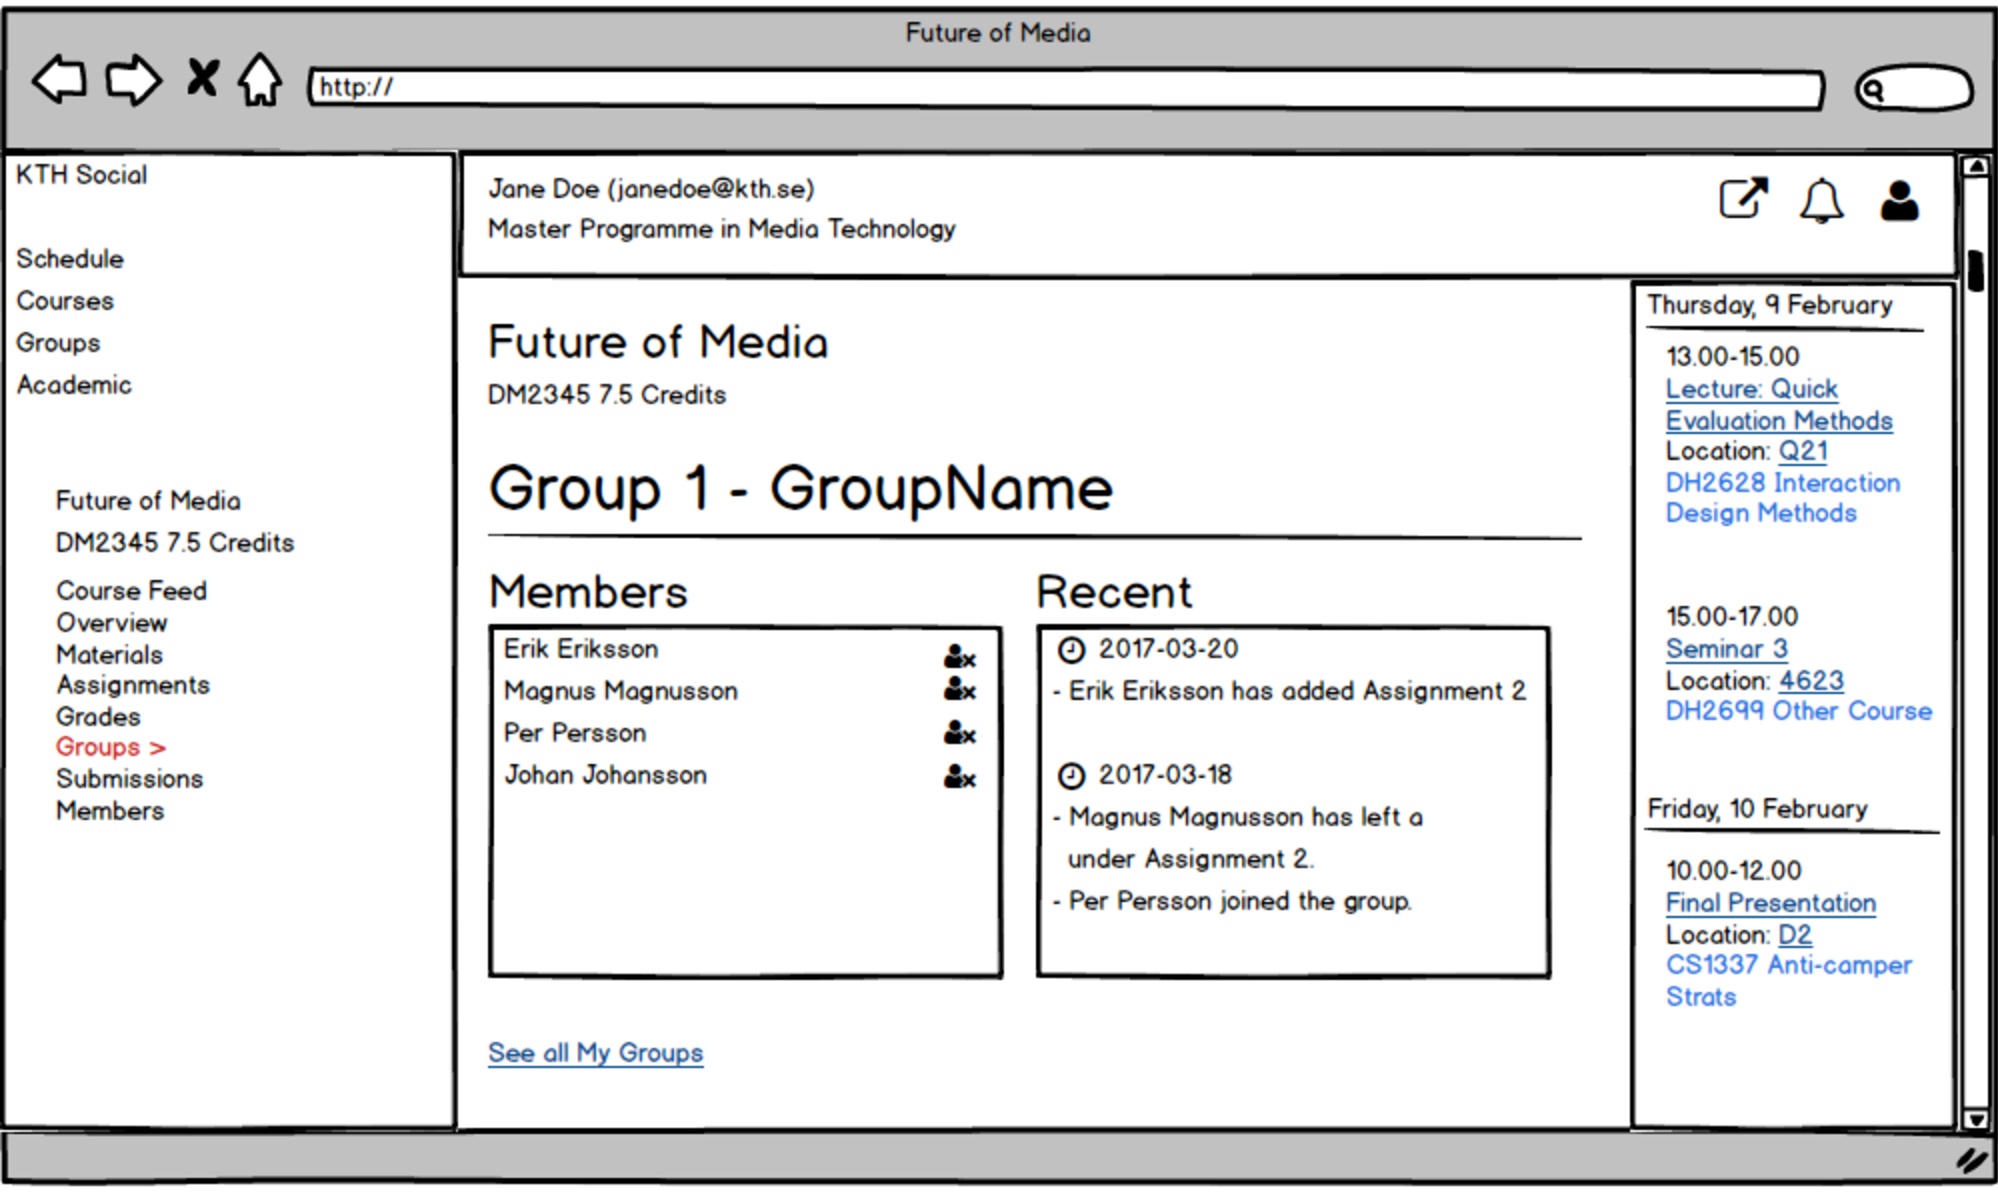 Future of Media
http://
KTH Social
Schedule
Courses
Groups
Academic
Future of Media
DM2345 7.5 Credits
Course Feed
Overview
Materials
Assignments
Grades
Groups >
Submissions
Members
Jane Doe (janedoe@kth.se)
Master Programme in Media Technology
Future of Media
DM2345 7.5 Credits
Group 1 - GroupName
Members
Erik Eriksson
Magnus Magnusson
Per Persson
Johan Johansson
Recent
2017-03-20
- Erik Eriksson has added Assignment 2
2017-03-18
- Magnus Magnusson has left a
under Assignment 2.
- Per Persson joined the group.
See all My Groups
Thursday, 9 February
13.00-15.00
Lecture: Quick
Evaluation Methods
Location: Q21
DH2628 Interaction
Design Methods
15.00-17.00
Seminar 3
Location: 4623
DH2699 Other Course
Friday, 10 February
10.00-12.00
Final Presentation
Location: D2
CS1337 Anti-camper
Strats